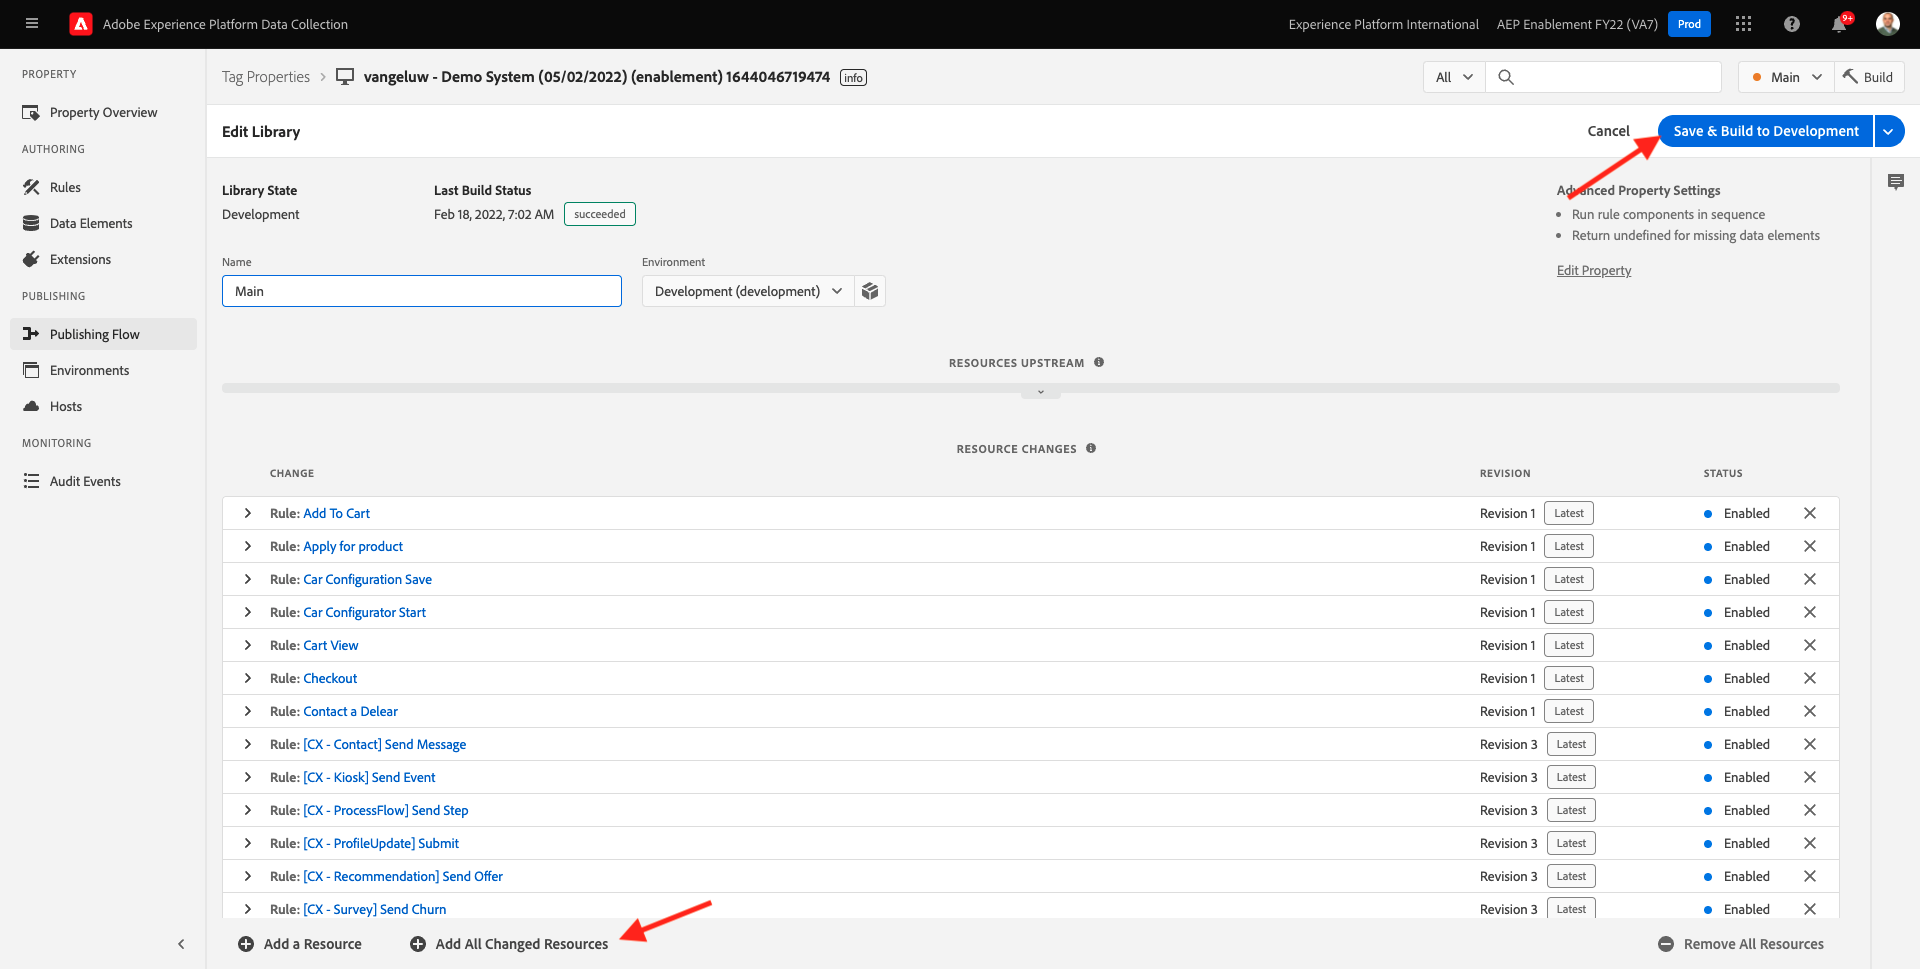 Adobe Experience Platform Data Collection
Experience Platform International
AEP Enablement FY22 (VA7)
Prod
9+
PROPERTY
Property Overview
AUTHORING
Rules
Data Elements
Extensions
PUBLISHING
Publishing Flow
Environments
Hosts
MONITORING
Audit Events
Tag Properties
vangeluw - Demo System (05/02/2022) (enablement) 1644046719474
info
All
Main
Build
Edit Library
Cancel
Save & Build to Development
Library State
Development
Last Build Status
Feb 18, 2022, 7:02 AM succeeded
Advanced Property Settings
Run rule components in sequence
Return undefined for missing data elements
Edit Property
Name
Main
Environment
Development (development)
RESOURCES UPSTREAM
RESOURCE CHANGES
CHANGE REVISION STATUS
Rule: Add To Cart Revision 1 Latest Enabled
Rule: Apply for product Revision 1 Latest Enabled
Rule: Car Configuration Save Revision 1 Latest Enabled
Rule: Car Configurator Start Revision 1 Latest Enabled
Rule: Cart View Revision 1 Latest Enabled
Rule: Checkout Revision 1 Latest Enabled
Rule: Contact a Delear Revision 1 Latest Enabled
Rule: [CX - Contact] Send Message Revision 3 Latest Enabled
Rule: [CX - Kiosk] Send Event Revision 3 Latest Enabled
Rule: [CX - ProcessFlow] Send Step Revision 3 Latest Enabled
Rule: [CX - ProfileUpdate] Submit Revision 3 Latest Enabled
Rule: [CX - Recommendation] Send Offer Revision 3 Latest Enabled
Rule: [CX - Survey] Send Churn Revision 3 Latest Enabled
Add a Resource
Add All Changed Resources
Remove All Resources